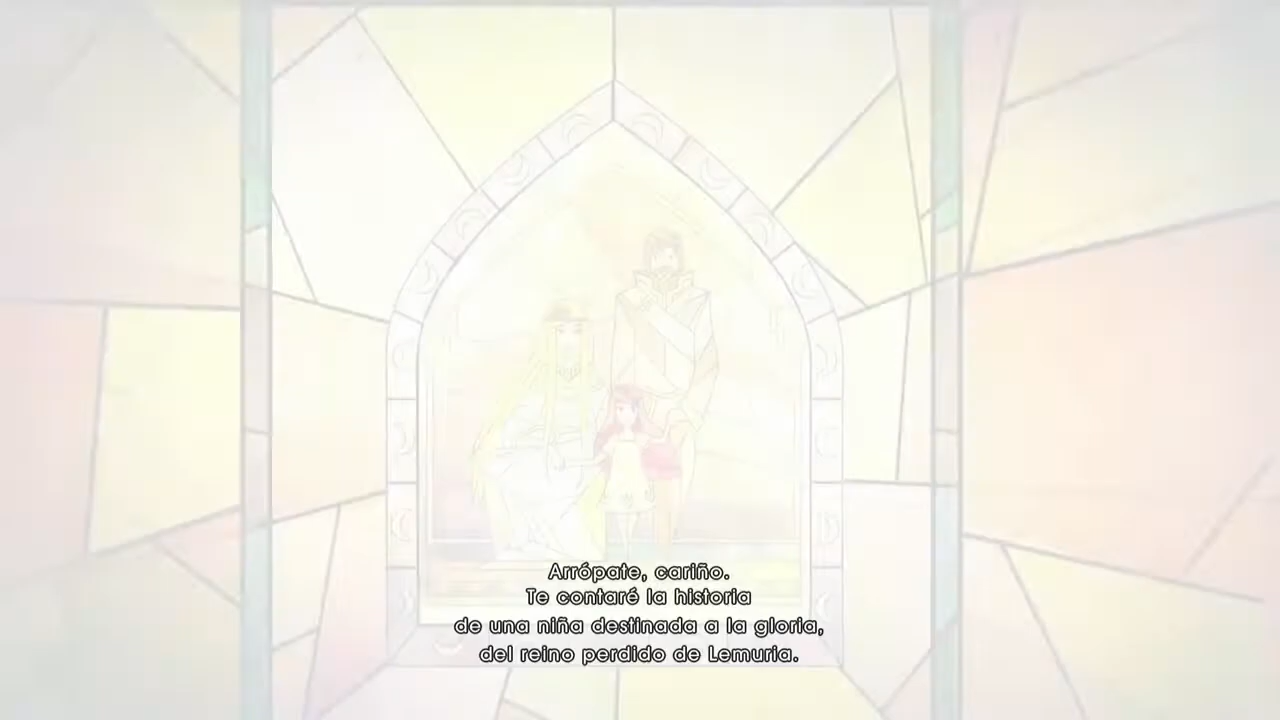 Arrópate, cariño.
Te contaré la historia
de una niña destinada a la gloria,
del reino perdido de Lemuria.